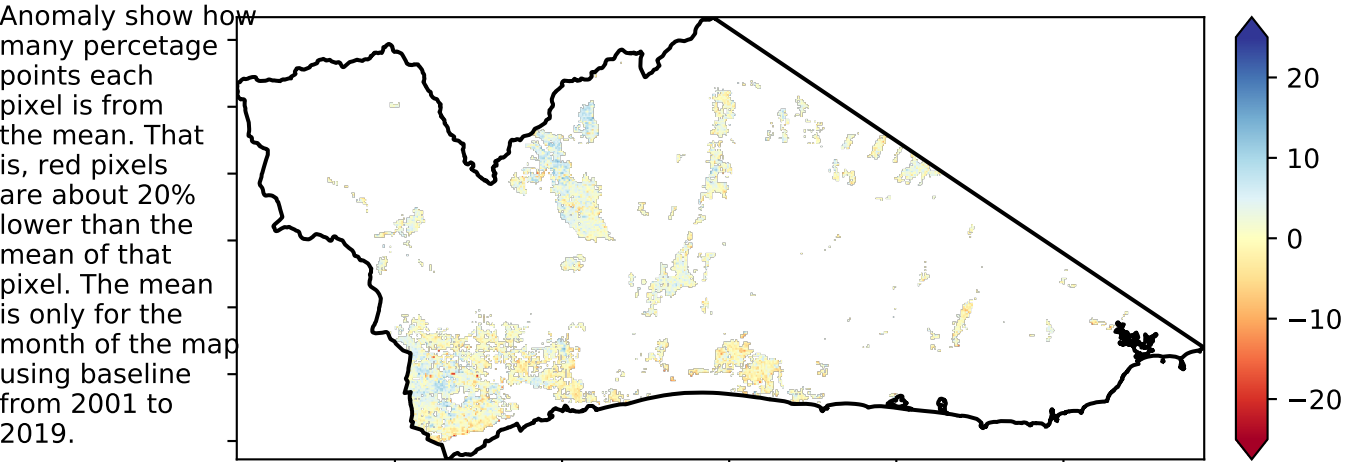 Anomaly show how
many percetage
points each
pixel is from
the mean. That
is, red pixels
are about 20%
lower than the
mean of that
pixel. The mean
is only for the
month of the map
using baseline
from 2001 to
2019.
20
10
0
−10
−20